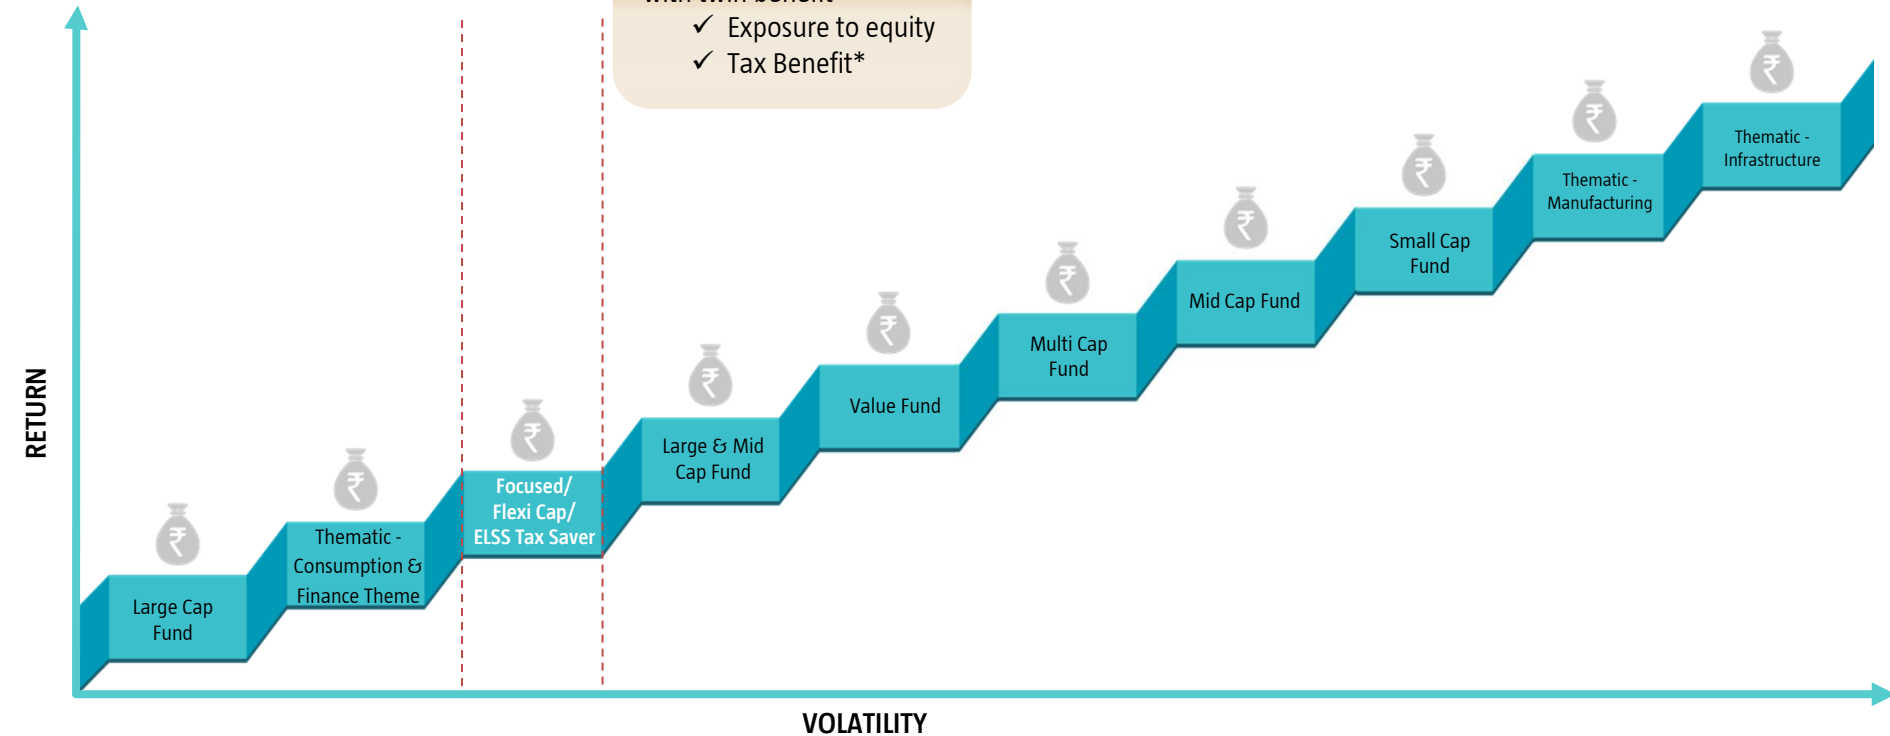 Exposure to equity
Tax Benefit*
RETURN
Large Cap
Fund
Thematic -
Consumption &
Finance Theme
Focused/
Flexi Cap/
ELSS Tax Saver
Large & Mid
Cap Fund
Value Fund
Multi Cap
Fund
Mid Cap Fund
Small Cap
Fund
Thematic -
Manufacturing
Thematic -
Infrastructure
VOLATILITY